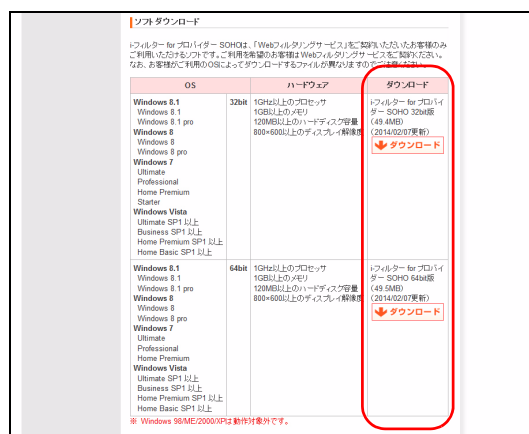 ソフトダウンロード
i-フィルター for プロバイダー SOHOは、「Webフィルタリングサービス」をご契約いただいたお客様のみ
ご利用いただけるソフトです。ご利用を希望のお客様はWebフィルタリングサービスをご契約ください。
なお、お客様がご利用のOSによってダウンロードするファイルが異なりますのでご注意ください。
OS ハードウェア ダウンロード
Windows 8.1 32bit 1GHz以上のプロセッサ i-フィルター for プロバイ
Windows 8.1 1GB以上のメモリ ダー SOHO 32bit版
Windows 8.1 pro 120MB以上のハードディスク容量 (49.4MB)
Windows 8 800×600以上のディスプレイ解像度 (2014/02/07更新)
Windows 8 ダウンロード
Windows 8 pro
Windows 7
Ultimate
Professional
Home Premium
Starter
Windows Vista
Ultimate SP1 以上
Business SP1 以上
Home Premium SP1 以上
Home Basic SP1 以上
Windows 8.1 64bit 1GHz以上のプロセッサ i-フィルター for プロバイ
Windows 8.1 1GB以上のメモリ ダー SOHO 64bit版
Windows 8.1 pro 120MB以上のハードディスク容量 (49.5MB)
Windows 8 800×600以上のディスプレイ解像度 (2014/02/07更新)
Windows 8 ダウンロード
Windows 8 pro
Windows 7
Ultimate
Professional
Home Premium
Windows Vista
Ultimate SP1 以上
Business SP1 以上
Home Premium SP1 以上
Home Basic SP1 以上
※ Windows 98/ME/2000/XPは動作対象外です。